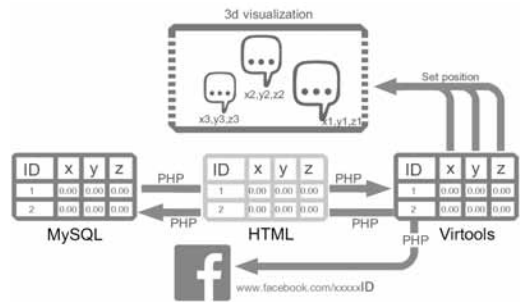 3d visualization
x2,y2,z2
x3,y3,z3
x1,y1,z1
Set position
ID x y z
1 0.00 0.00 0.00
2 0.00 0.00 0.00
MySQL
PHP
PHP
ID x y z
1 0.00 0.00 0.00
2 0.00 0.00 0.00
HTML
PHP
PHP
ID x y z
1 0.00 0.00 0.00
2 0.00 0.00 0.00
Virtools
PHP
f
www.facebook.com/xxxxxID